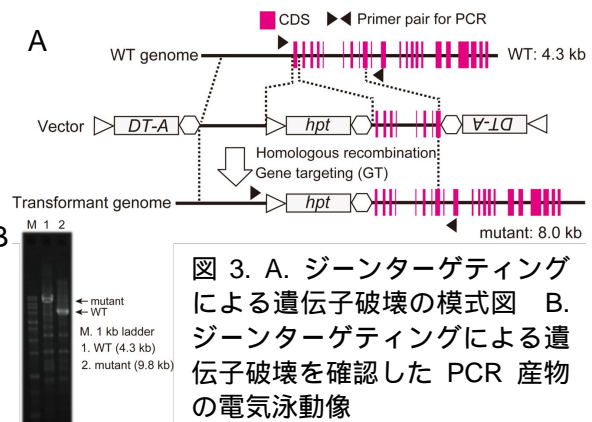 CDS Primer pair for PCR
A
WT genome WT: 4.3 kb
Vector DT-A hpt DT-A
Homologous recombination
Gene targeting (GT)
Transformant genome hpt
mutant: 8.0 kb
B
M 1 2
mutant
WT
M. 1 kb ladder
1. WT (4.3 kb)
2. mutant (9.8 kb)
図 3. A. ジーンターゲティング
による遺伝子破壊の模式図 B.
ジーンターゲティングによる遺
伝子破壊を確認した PCR 産物
の電気泳動像